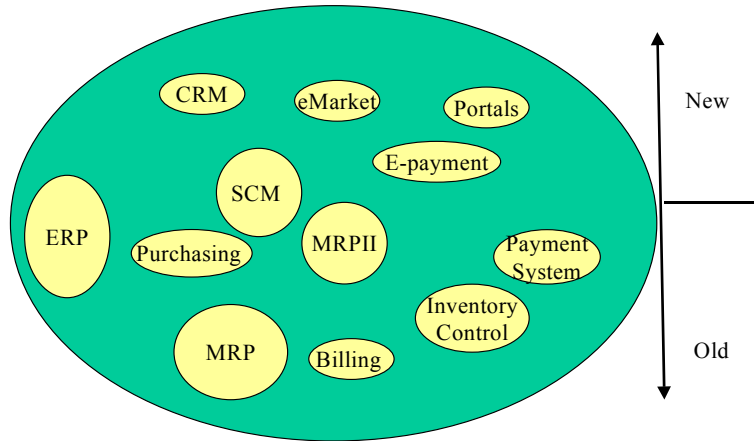 CRM
eMarket
Portals
New
E-payment
SCM
ERP
Purchasing
MRPII
Payment
System
Inventory
Control
MRP
Billing
Old